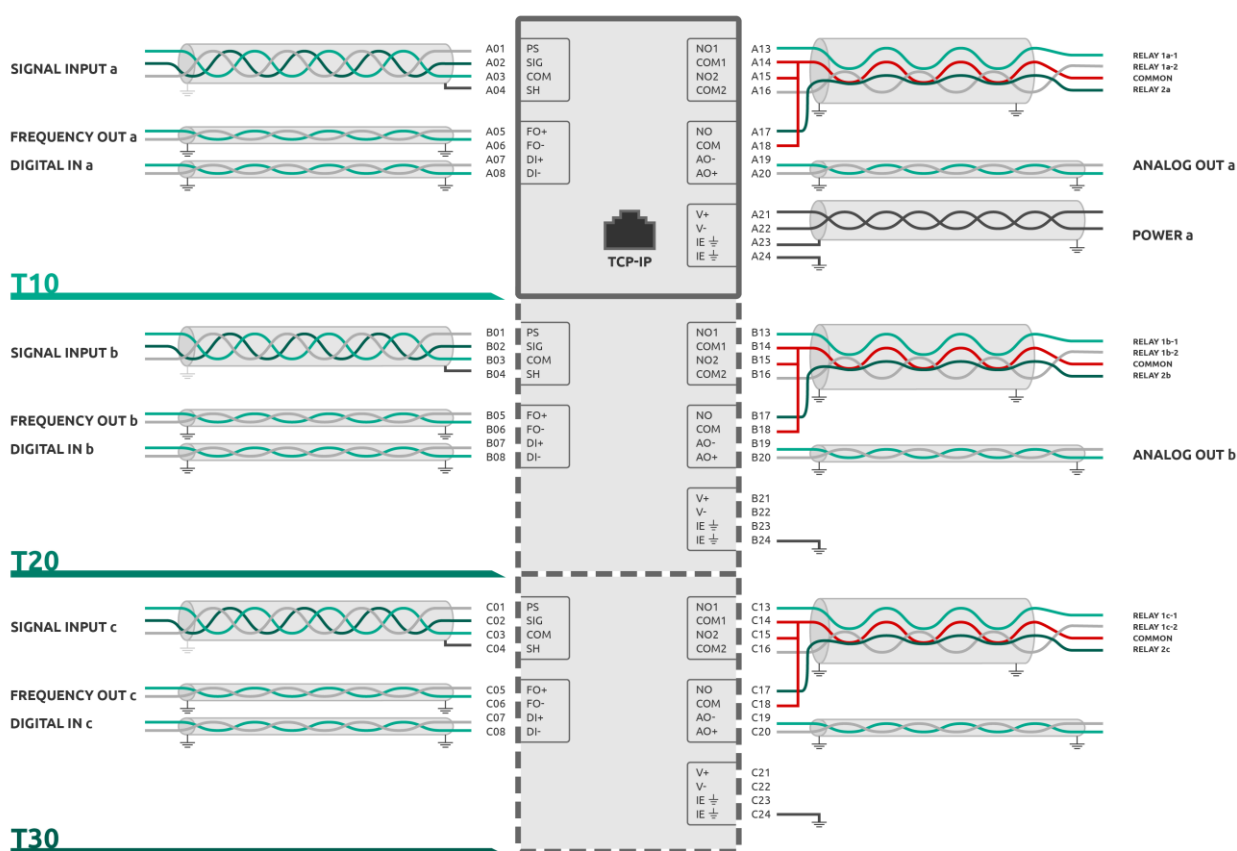 SIGNAL INPUT a
A01 PS
A02 SIG
A03 COM
A04 SH
NO1 A13
COM1 A14
NO2 A15
COM2 A16
RELAY 1a-1
RELAY 1a-2
COMMON
RELAY 2a
FREQUENCY OUT a
DIGITAL IN a
A05 FO+
A06 FO-
A07 DI+
A08 DI-
NO A17
COM A18
AO- A19
AO+ A20
ANALOG OUT a
V+ A21
V- A22
IE A23
IE A24
POWER a
TCP-IP
T10
SIGNAL INPUT b
B01 PS
B02 SIG
B03 COM
B04 SH
NO1 B13
COM1 B14
NO2 B15
COM2 B16
RELAY 1b-1
RELAY 1b-2
COMMON
RELAY 2b
FREQUENCY OUT b
DIGITAL IN b
B05 FO+
B06 FO-
B07 DI+
B08 DI-
NO B17
COM B18
AO- B19
AO+ B20
ANALOG OUT b
V+ B21
V- B22
IE B23
IE B24
T20
SIGNAL INPUT c
C01 PS
C02 SIG
C03 COM
C04 SH
NO1 C13
COM1 C14
NO2 C15
COM2 C16
RELAY 1c-1
RELAY 1c-2
COMMON
RELAY 2c
FREQUENCY OUT c
DIGITAL IN c
C05 FO+
C06 FO-
C07 DI+
C08 DI-
NO C17
COM C18
AO- C19
AO+ C20
V+ C21
V- C22
IE C23
IE C24
T30